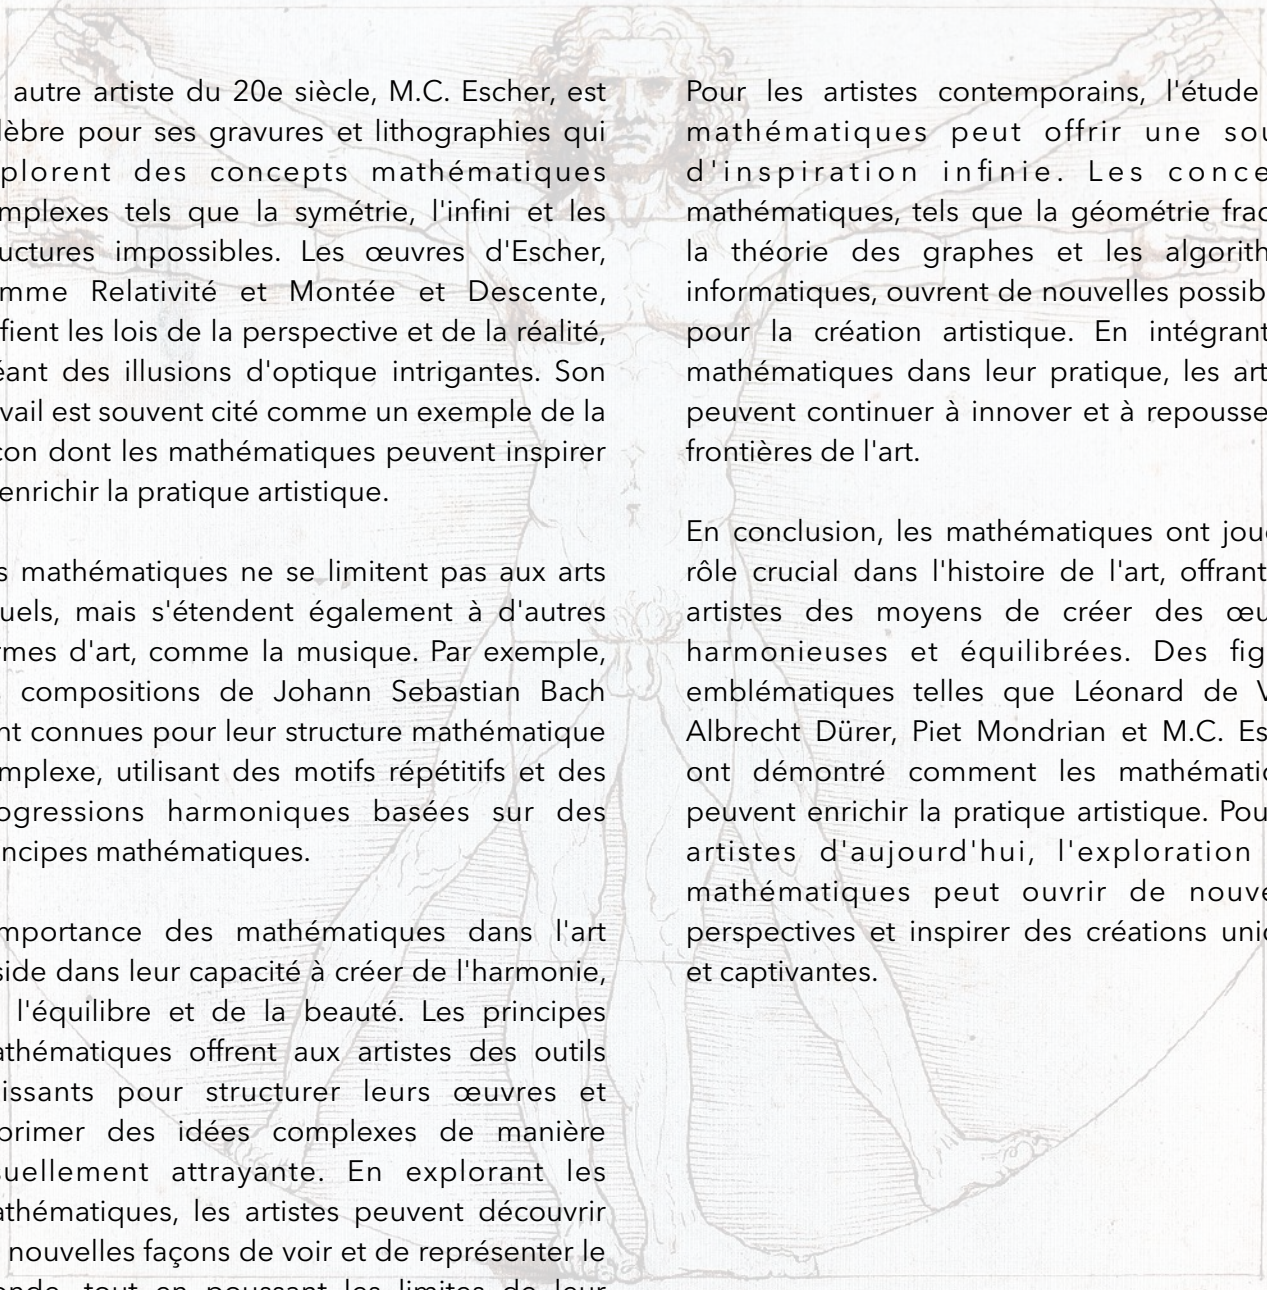 autre artiste du 20e siècle, M.C. Escher, est
lèbre pour ses gravures et lithographies qui
plorent des concepts mathématiques
mplexes tels que la symétrie, l'infini et les
uctures impossibles. Les œuvres d'Escher,
mme Relativité et Montée et Descente,
fient les lois de la perspective et de la réalité,
éant des illusions d'optique intrigantes. Son
vail est souvent cité comme un exemple de la
çon dont les mathématiques peuvent inspirer
enrichir la pratique artistique.
s mathématiques ne se limitent pas aux arts
uels, mais s'étendent également à d'autres
rmes d'art, comme la musique. Par exemple,
s compositions de Johann Sebastian Bach
nt connues pour leur structure mathématique
mplexe, utilisant des motifs répétitifs et des
ogressions harmoniques basées sur des
ncipes mathématiques.
mportance des mathématiques dans l'art
side dans leur capacité à créer de l'harmonie,
l'équilibre et de la beauté. Les principes
athématiques offrent aux artistes des outils
issants pour structurer leurs œuvres et
primer des idées complexes de manière
suellement attrayante. En explorant les
athématiques, les artistes peuvent découvrir
nouvelles façons de voir et de représenter le
onde, tout en poussant les limites de leur
Pour les artistes contemporains, l'étude
mathématiques peut offrir une sou
d'inspiration infinie. Les conce
mathématiques, tels que la géométrie frac
la théorie des graphes et les algorith
informatiques, ouvrent de nouvelles possib
pour la création artistique. En intégrant
mathématiques dans leur pratique, les art
peuvent continuer à innover et à repousse
frontières de l'art.
En conclusion, les mathématiques ont jou
rôle crucial dans l'histoire de l'art, offrant
artistes des moyens de créer des œu
harmonieuses et équilibrées. Des fig
emblématiques telles que Léonard de V
Albrecht Dürer, Piet Mondrian et M.C. Es
ont démontré comment les mathématic
peuvent enrichir la pratique artistique. Pou
artistes d'aujourd'hui, l'exploration
mathématiques peut ouvrir de nouve
perspectives et inspirer des créations uni
et captivantes.